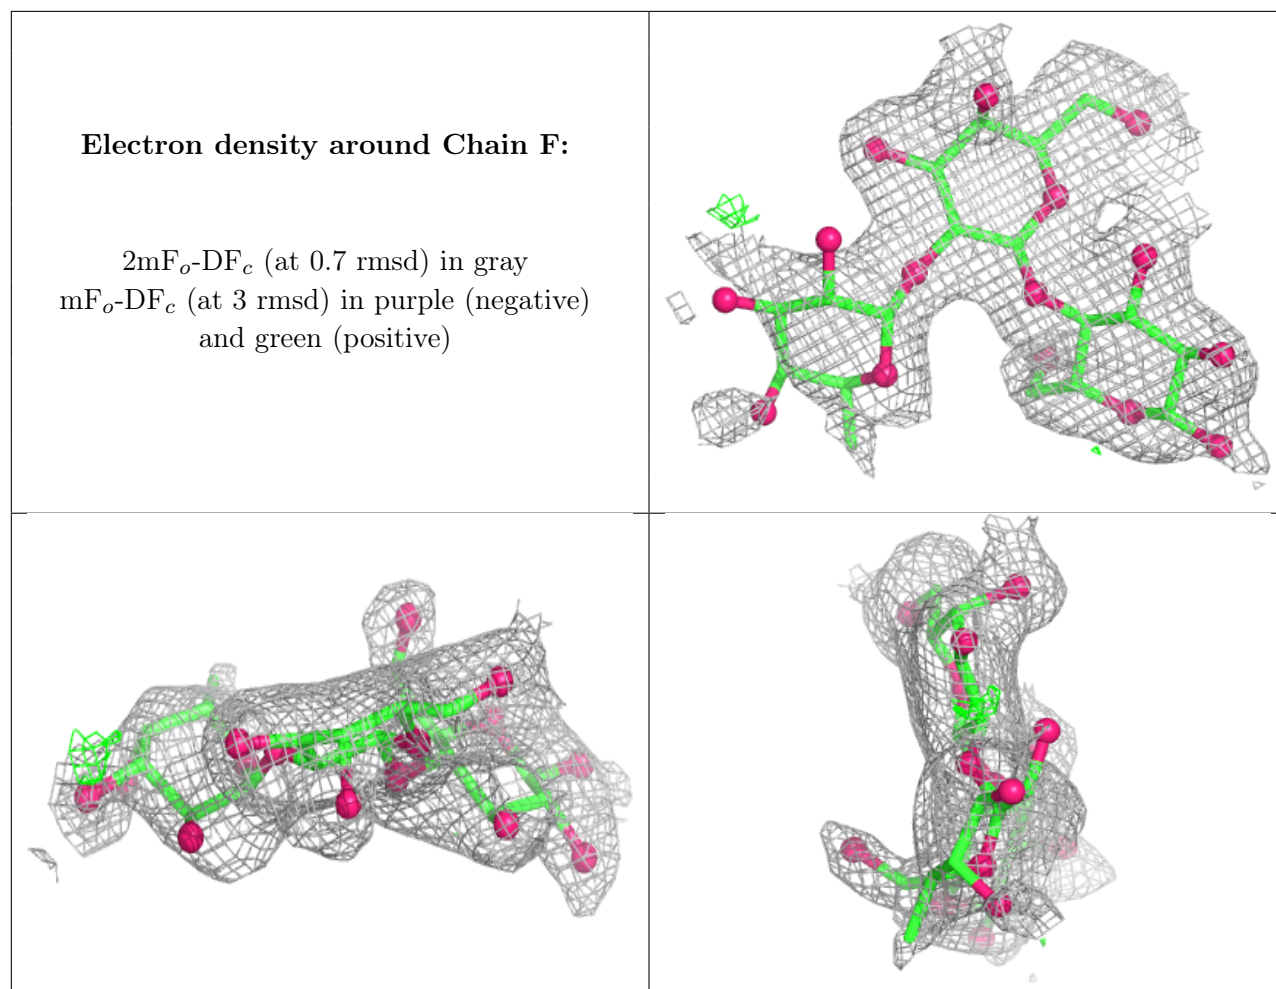 Electron density around Chain F:
2mFₒ-DF𝑐 (at 0.7 rmsd) in gray
mFₒ-DF𝑐 (at 3 rmsd) in purple (negative)
and green (positive)